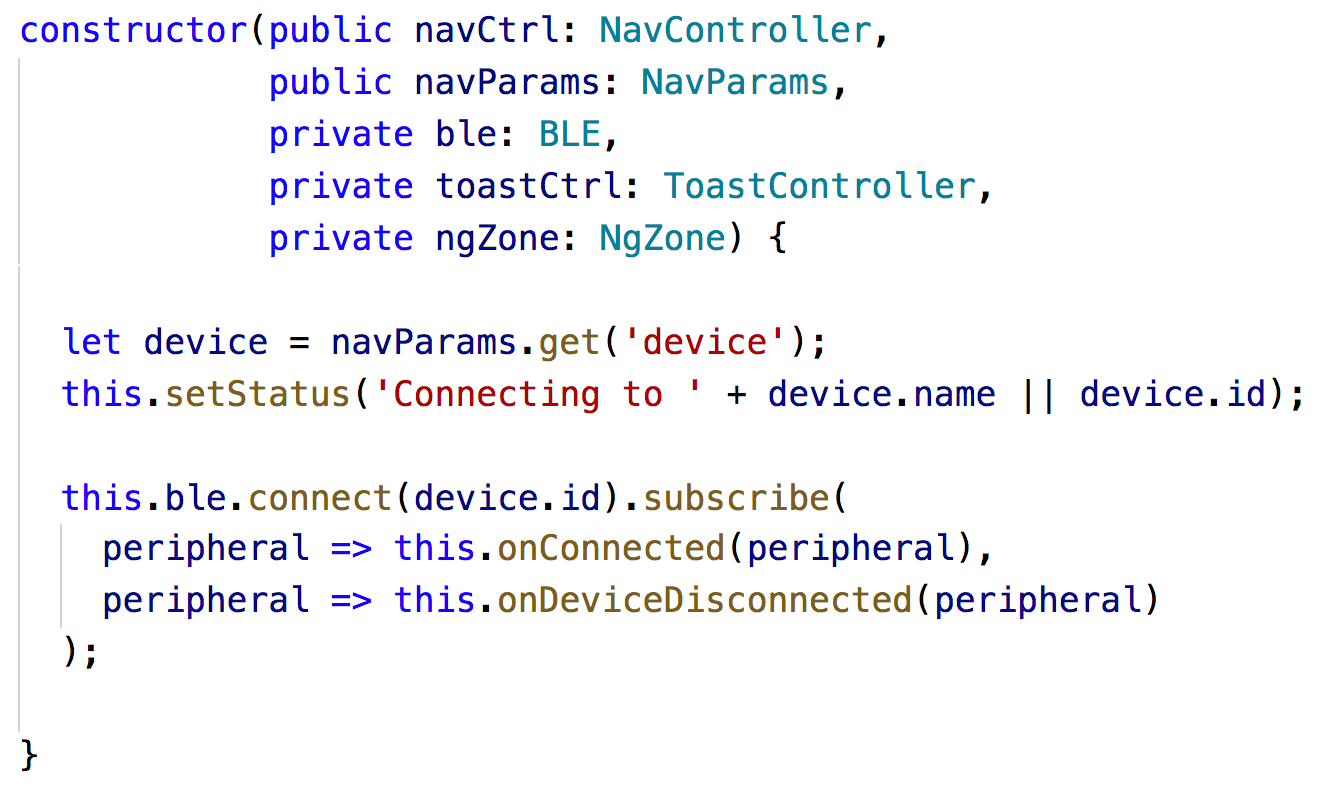 constructor(public navCtrl: NavController,
            public navParams: NavParams,
            private ble: BLE,
            private toastCtrl: ToastController,
            private ngZone: NgZone) {

  let device = navParams.get('device');
  this.setStatus('Connecting to ' + device.name || device.id);

  this.ble.connect(device.id).subscribe(
    peripheral => this.onConnected(peripheral),
    peripheral => this.onDeviceDisconnected(peripheral)
  );

}